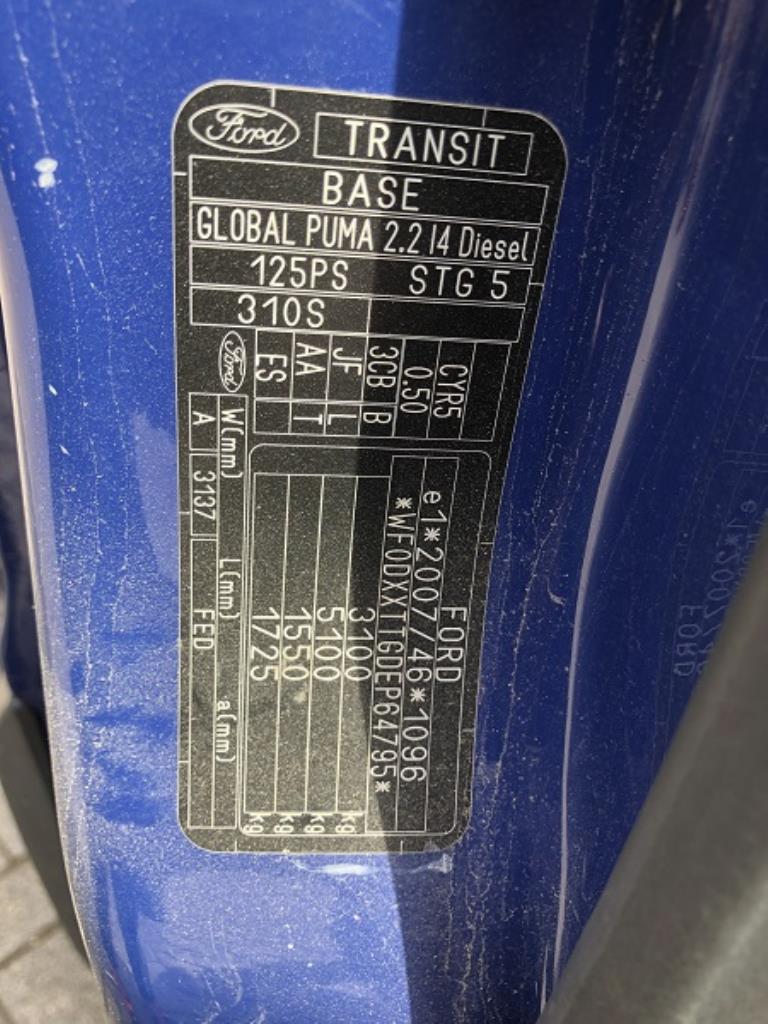 Ford
TRANSIT
BASE
GLOBAL PUMA 2.2 I4 Diesel
125PS STG 5
310S
CYR5
0.50
3CB B
JF L
AA T
ES
Ford
FORD
e1*2007/46*1096
*WF0DXXTTGDEP64795*
3100 kg
5100 kg
1550 kg
1725 kg
W(mm) L(mm) a(mm)
A 3137 FED